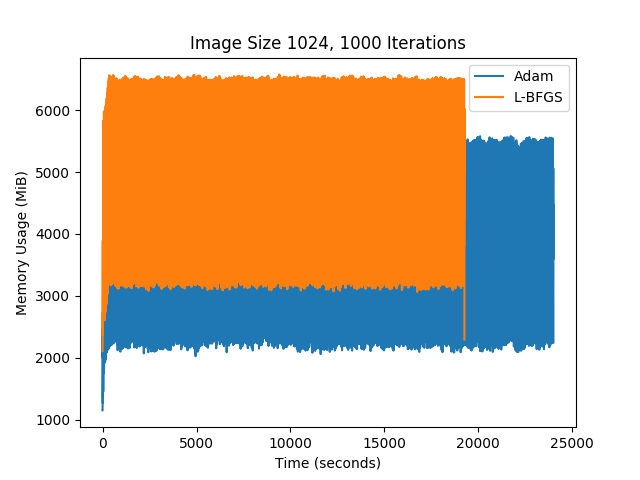 Image Size 1024, 1000 Iterations
Adam
L-BFGS
Memory Usage (MiB)
6000
5000
4000
3000
2000
1000
0
5000
10000
15000
20000
25000
Time (seconds)